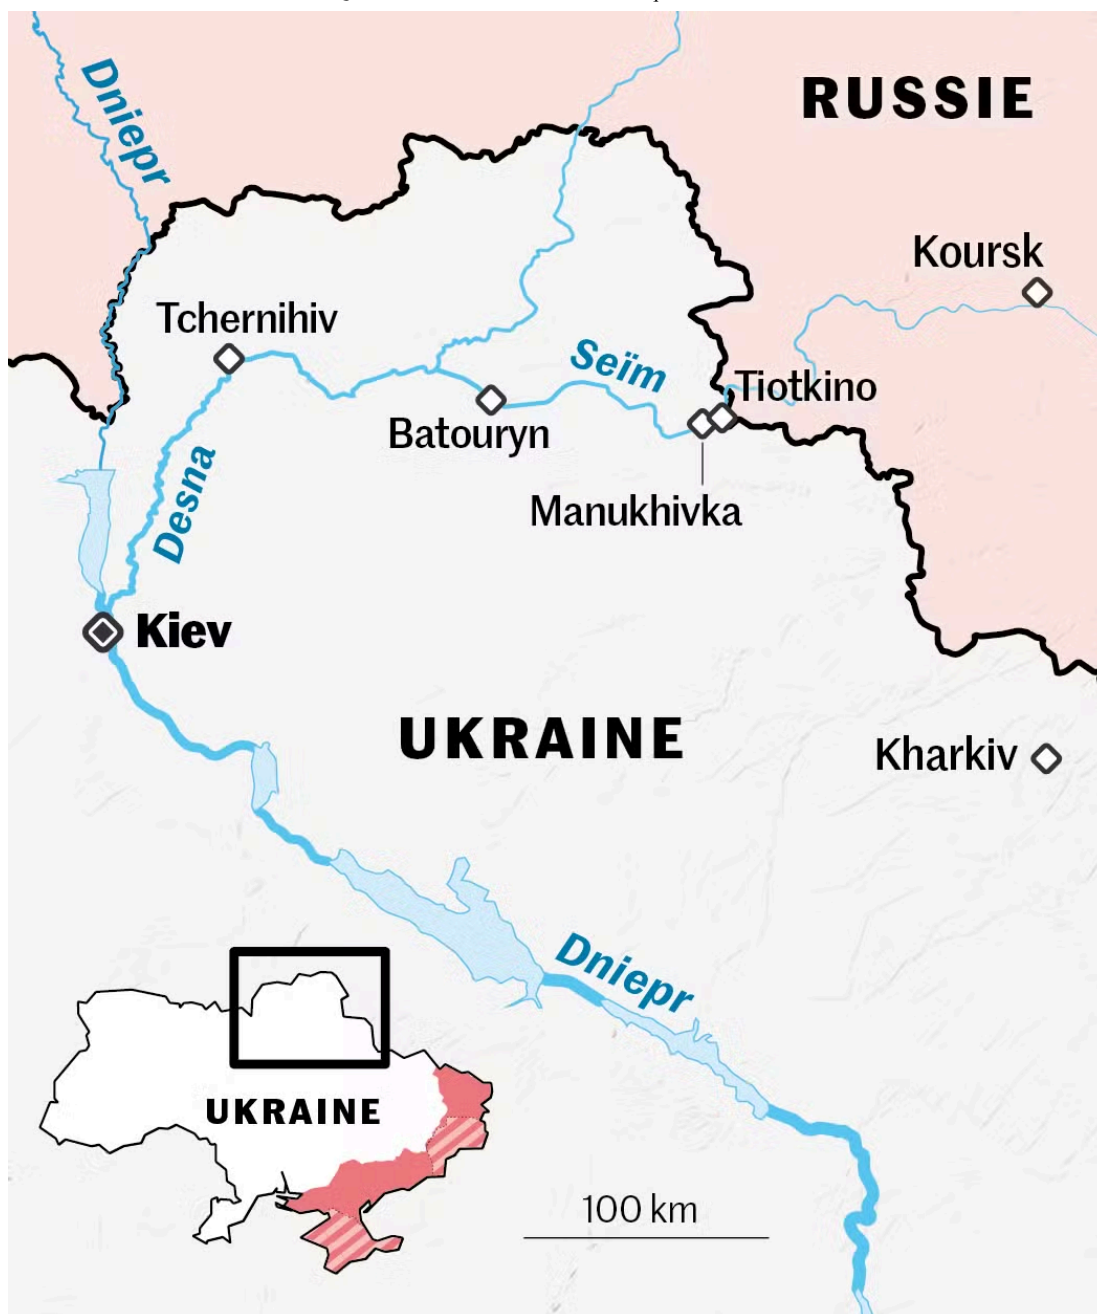 Dniepr
RUSSIE
Koursk
Tchernihiv
Seïm
Tiotkino
Batouryn
Desna
Manukhivka
Kiev
UKRAINE
Kharkiv
Dniepr
UKRAINE
100 km